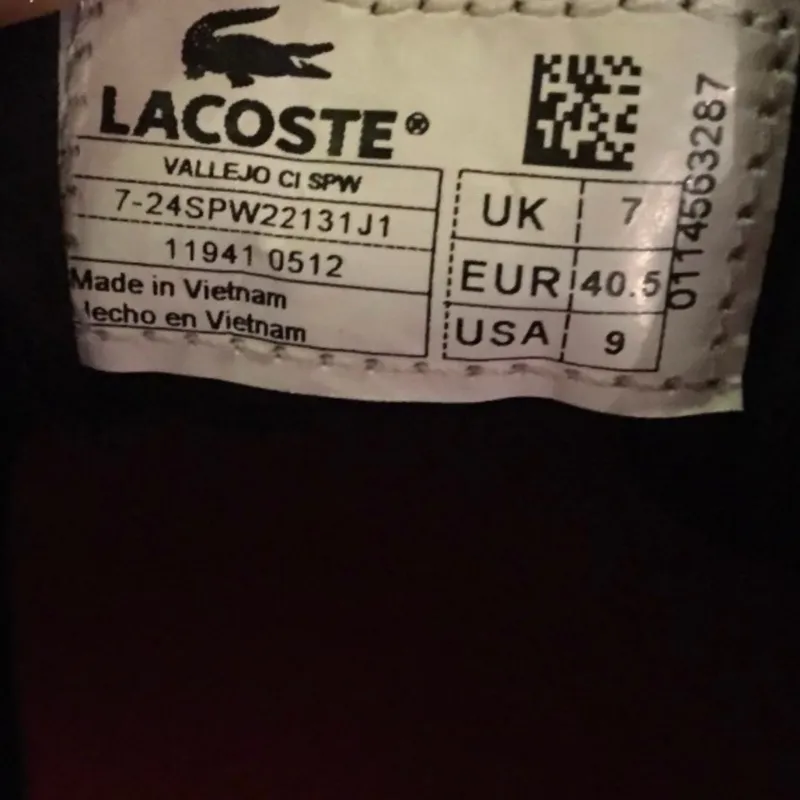 LACOSTE®
VALLEJO CI SPW
7-24SPW22131J1
11941 0512
Made in Vietnam
Hecho en Vietnam
UK 7
EUR 40.5
USA 9
0114563287